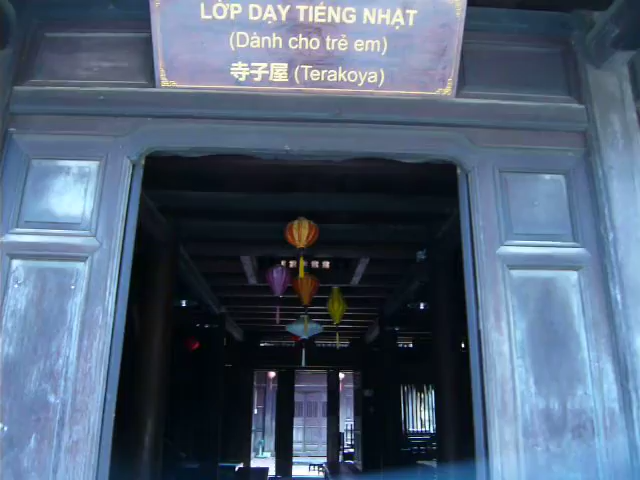 LỚP DẠY TIẾNG NHẬT
(Dành cho trẻ em)
寺子屋 (Terakoya)